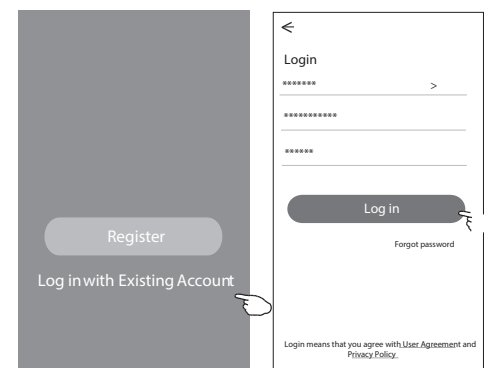 Register
Log in with Existing Account
Login
*******
>
***********
******
Log in
Forgot password
Login means that you agree with User Agreement and
Privacy Policy